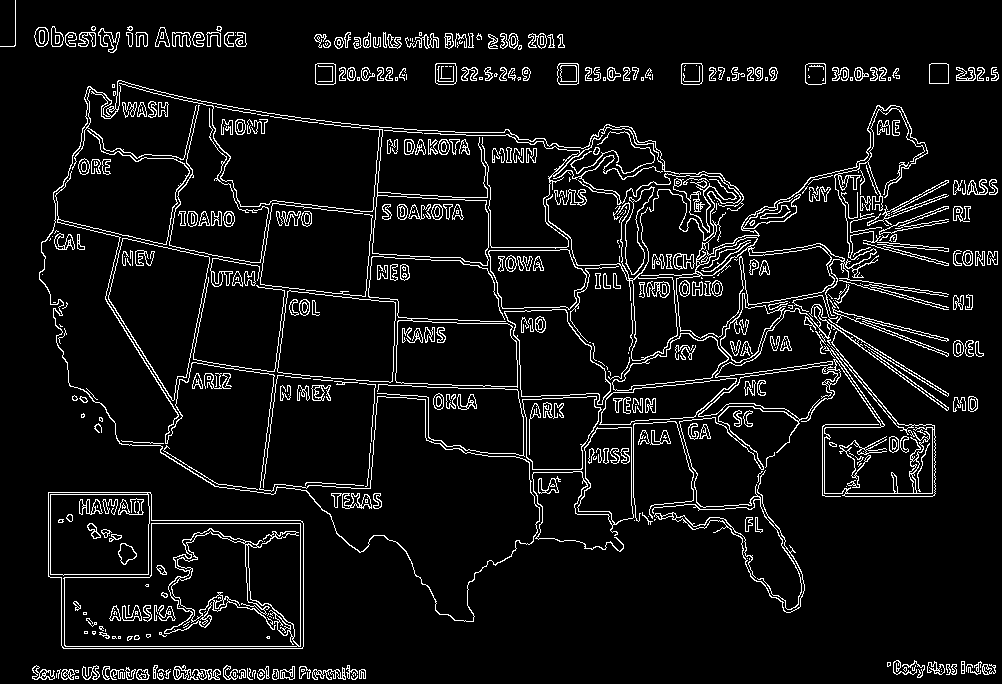 Obesity in America
% of adults with BMI* ≥30, 2011
20.0-22.4
22.5-24.9
25.0-27.4
27.5-29.9
30.0-32.4
≥32.5
WASH
MONT
N DAKOTA
MINN
ME
ORE
IDAHO
WYO
S DAKOTA
WIS
NY
VT
NH
MASS
RI
CAL
NEV
UTAH
NEB
IOWA
ILL
MICH
IND
OHIO
PA
CONN
COL
KANS
MO
KY
W
VA
VA
NJ
DEL
MD
ARIZ
N MEX
OKLA
ARK
TENN
NC
SC
DC
TEXAS
LA
MISS
ALA
GA
FL
HAWAII
ALASKA
Source: US Centres for Disease Control and Prevention
*Body Mass Index